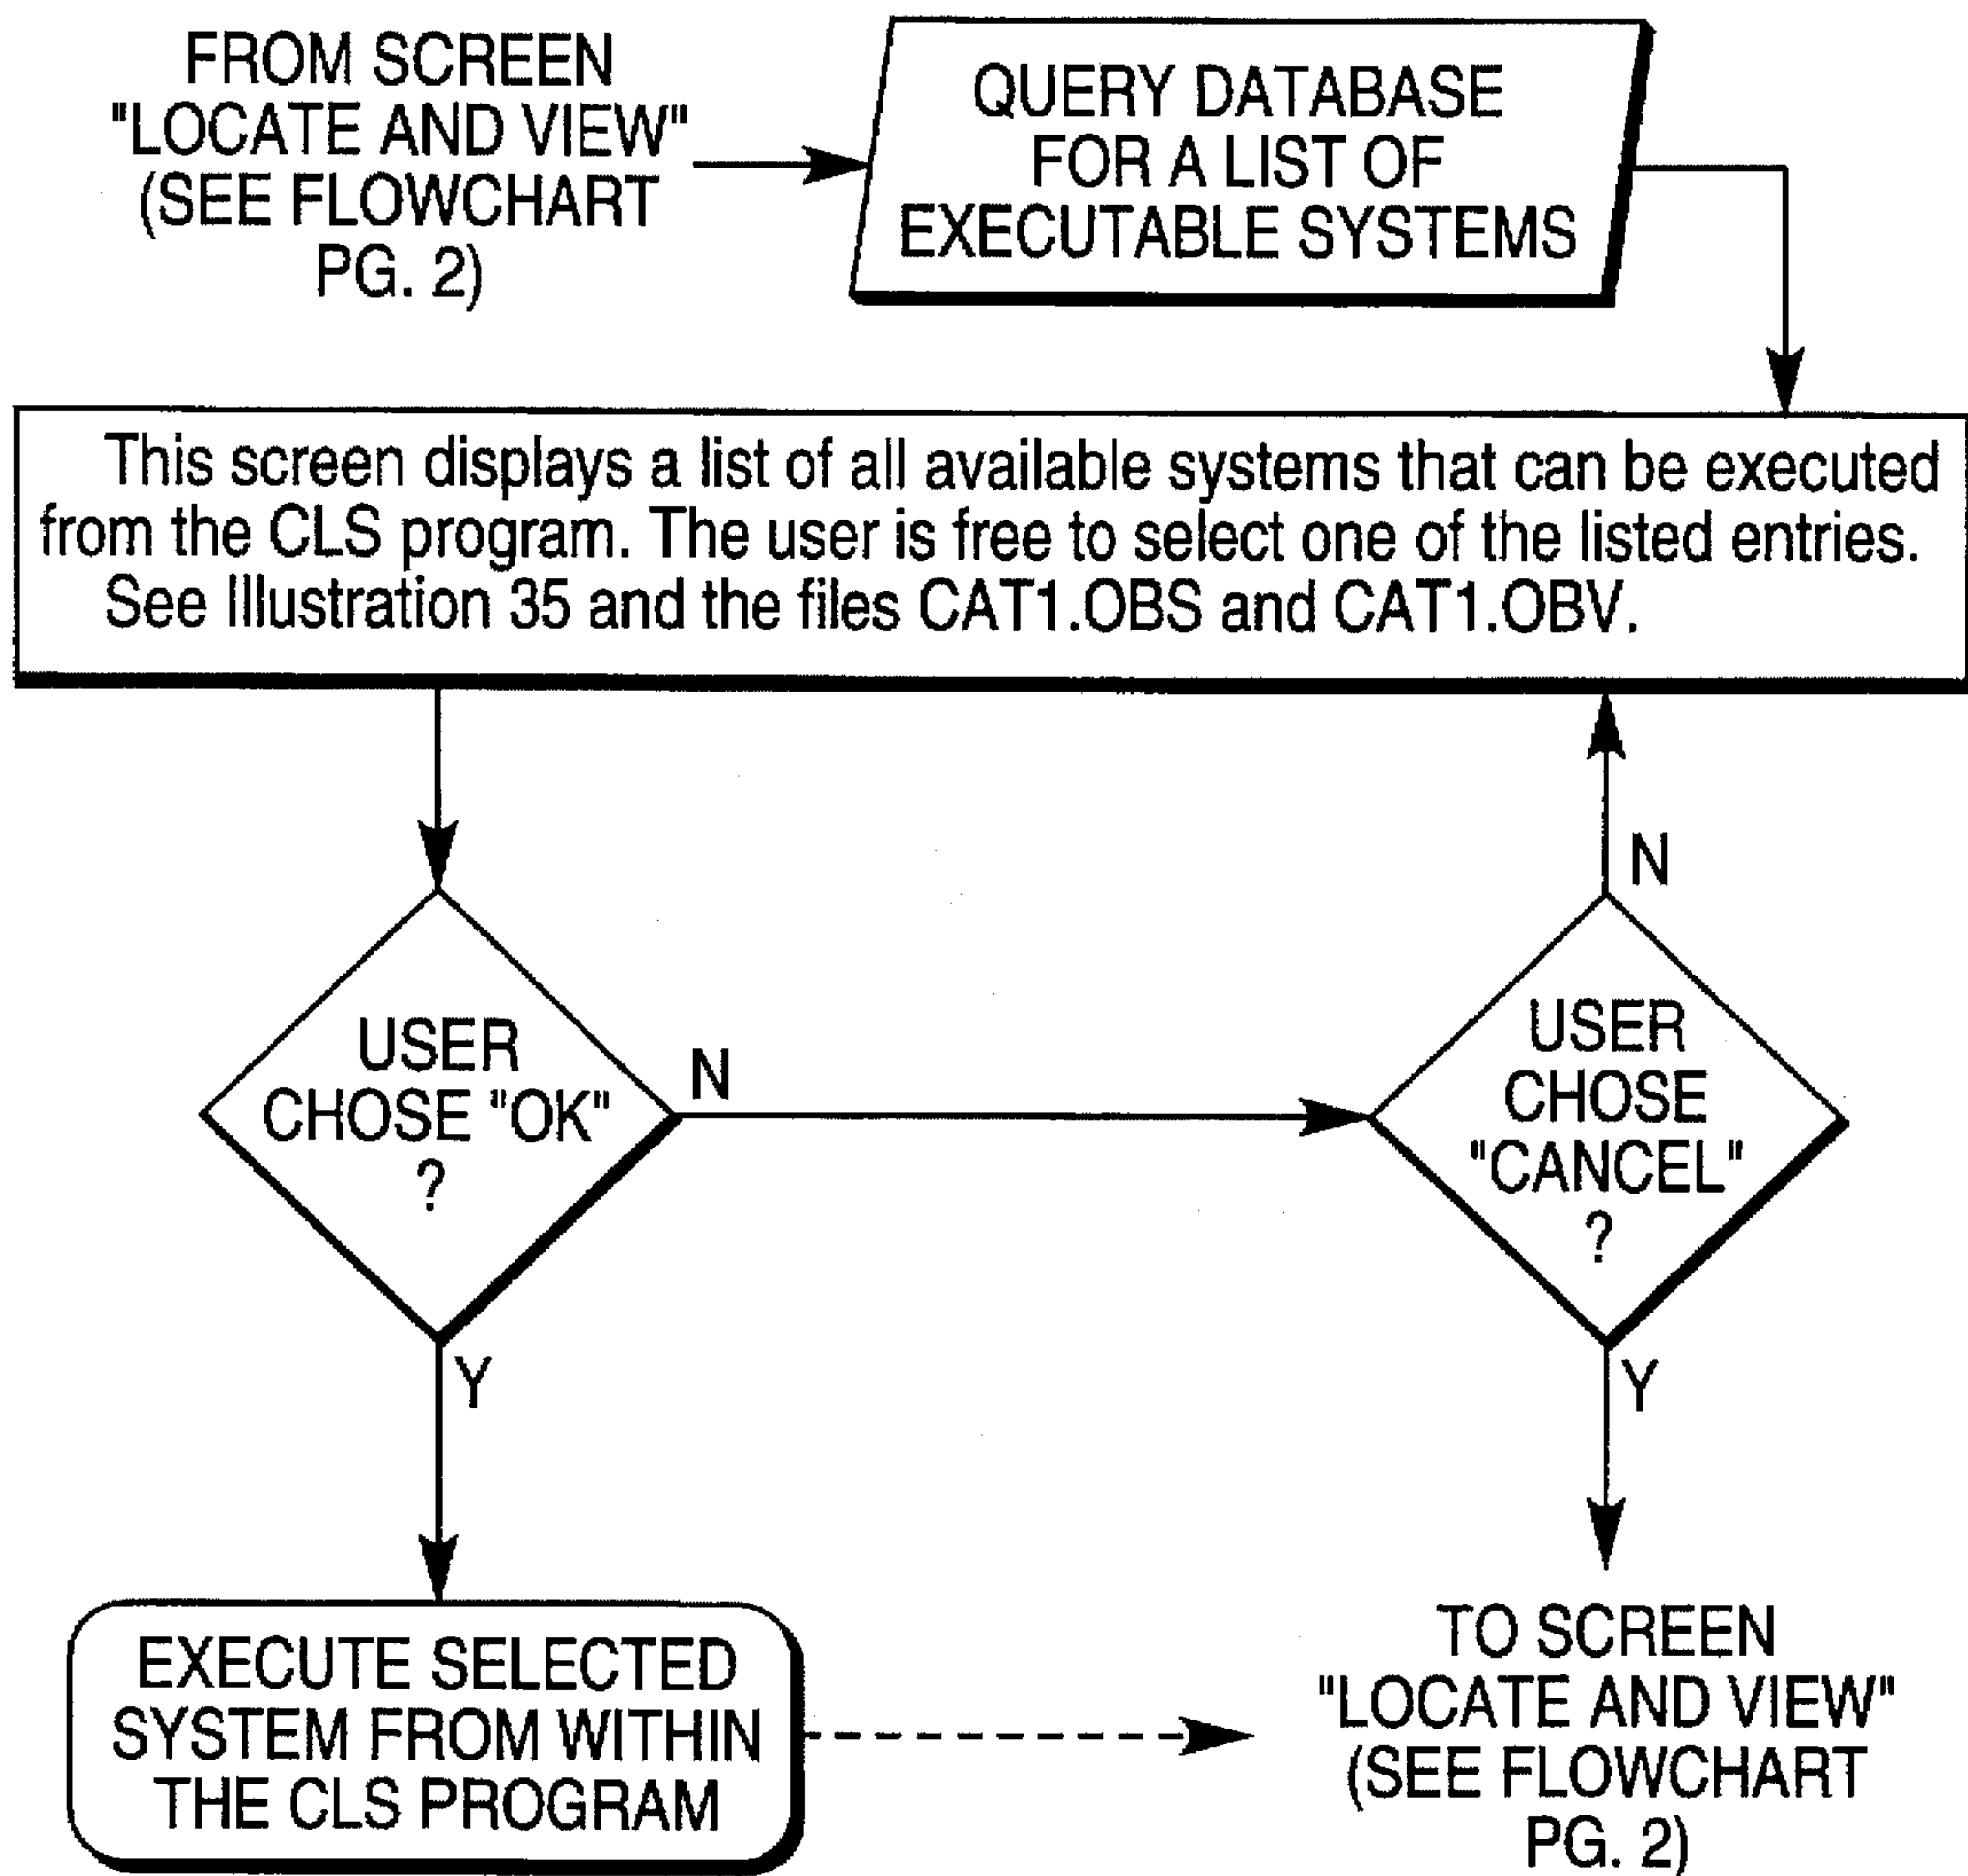 FROM SCREEN
"LOCATE AND VIEW"
(SEE FLOWCHART
PG. 2)
QUERY DATABASE
FOR A LIST OF
EXECUTABLE SYSTEMS
This screen displays a list of all available systems that can be executed
from the CLS program. The user is free to select one of the listed entries.
See Illustration 35 and the files CAT1.OBS and CAT1.OBV.
N
USER
CHOSE "OK"
?
N
USER
CHOSE
"CANCEL"
?
Y
Y
EXECUTE SELECTED
SYSTEM FROM WITHIN
THE CLS PROGRAM
TO SCREEN
"LOCATE AND VIEW"
(SEE FLOWCHART
PG. 2)